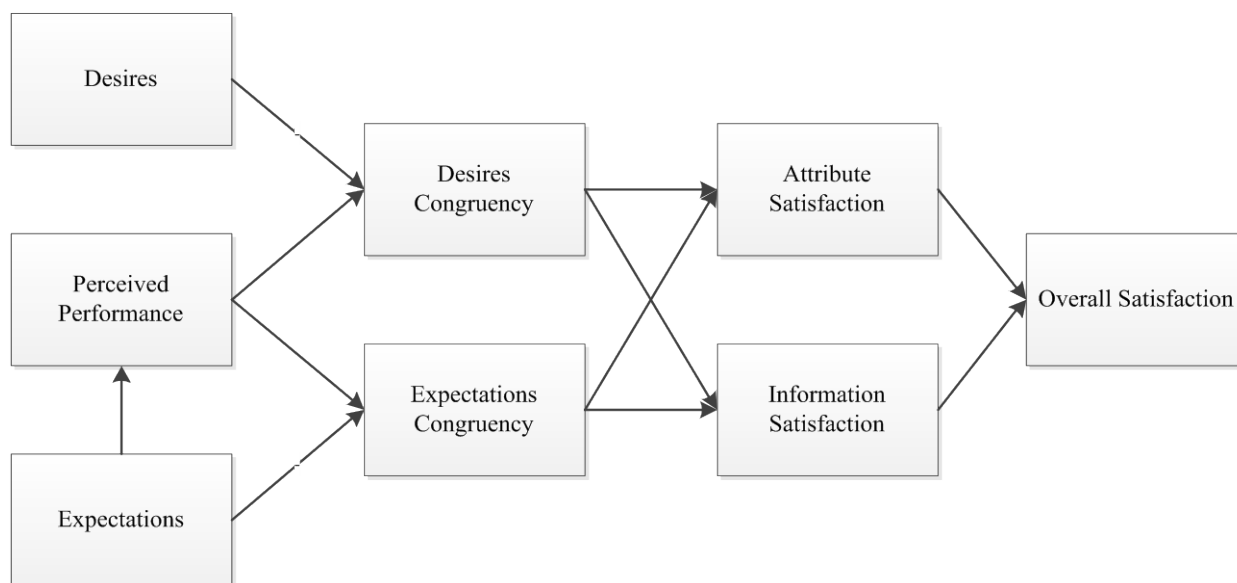 Desires
Desires
Congruency
Attribute
Satisfaction
Perceived
Performance
Overall Satisfaction
Expectations
Congruency
Information
Satisfaction
Expectations
-
-